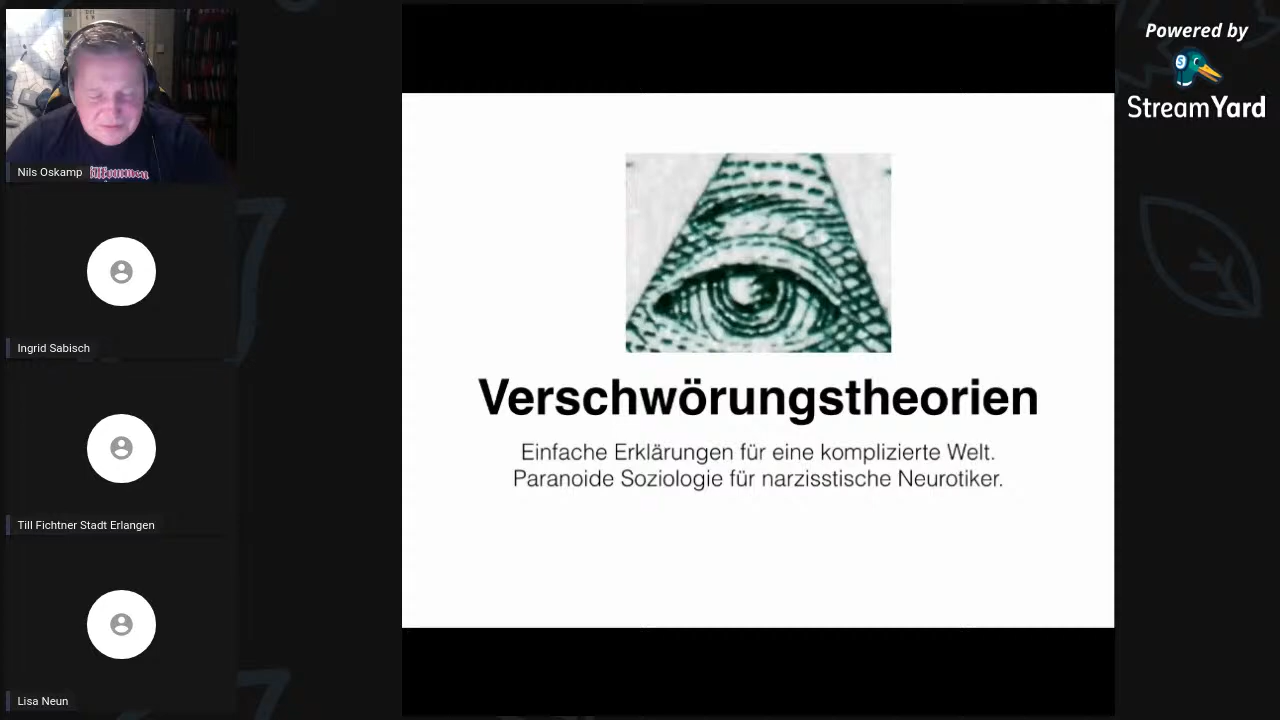 Powered by
StreamYard
Nils Oskamp
Ingrid Sabisch
Till Fichtner Stadt Erlangen
Lisa Neun
Verschwörungstheorien
Einfache Erklärungen für eine komplizierte Welt.
Paranoide Soziologie für narzisstische Neurotiker.